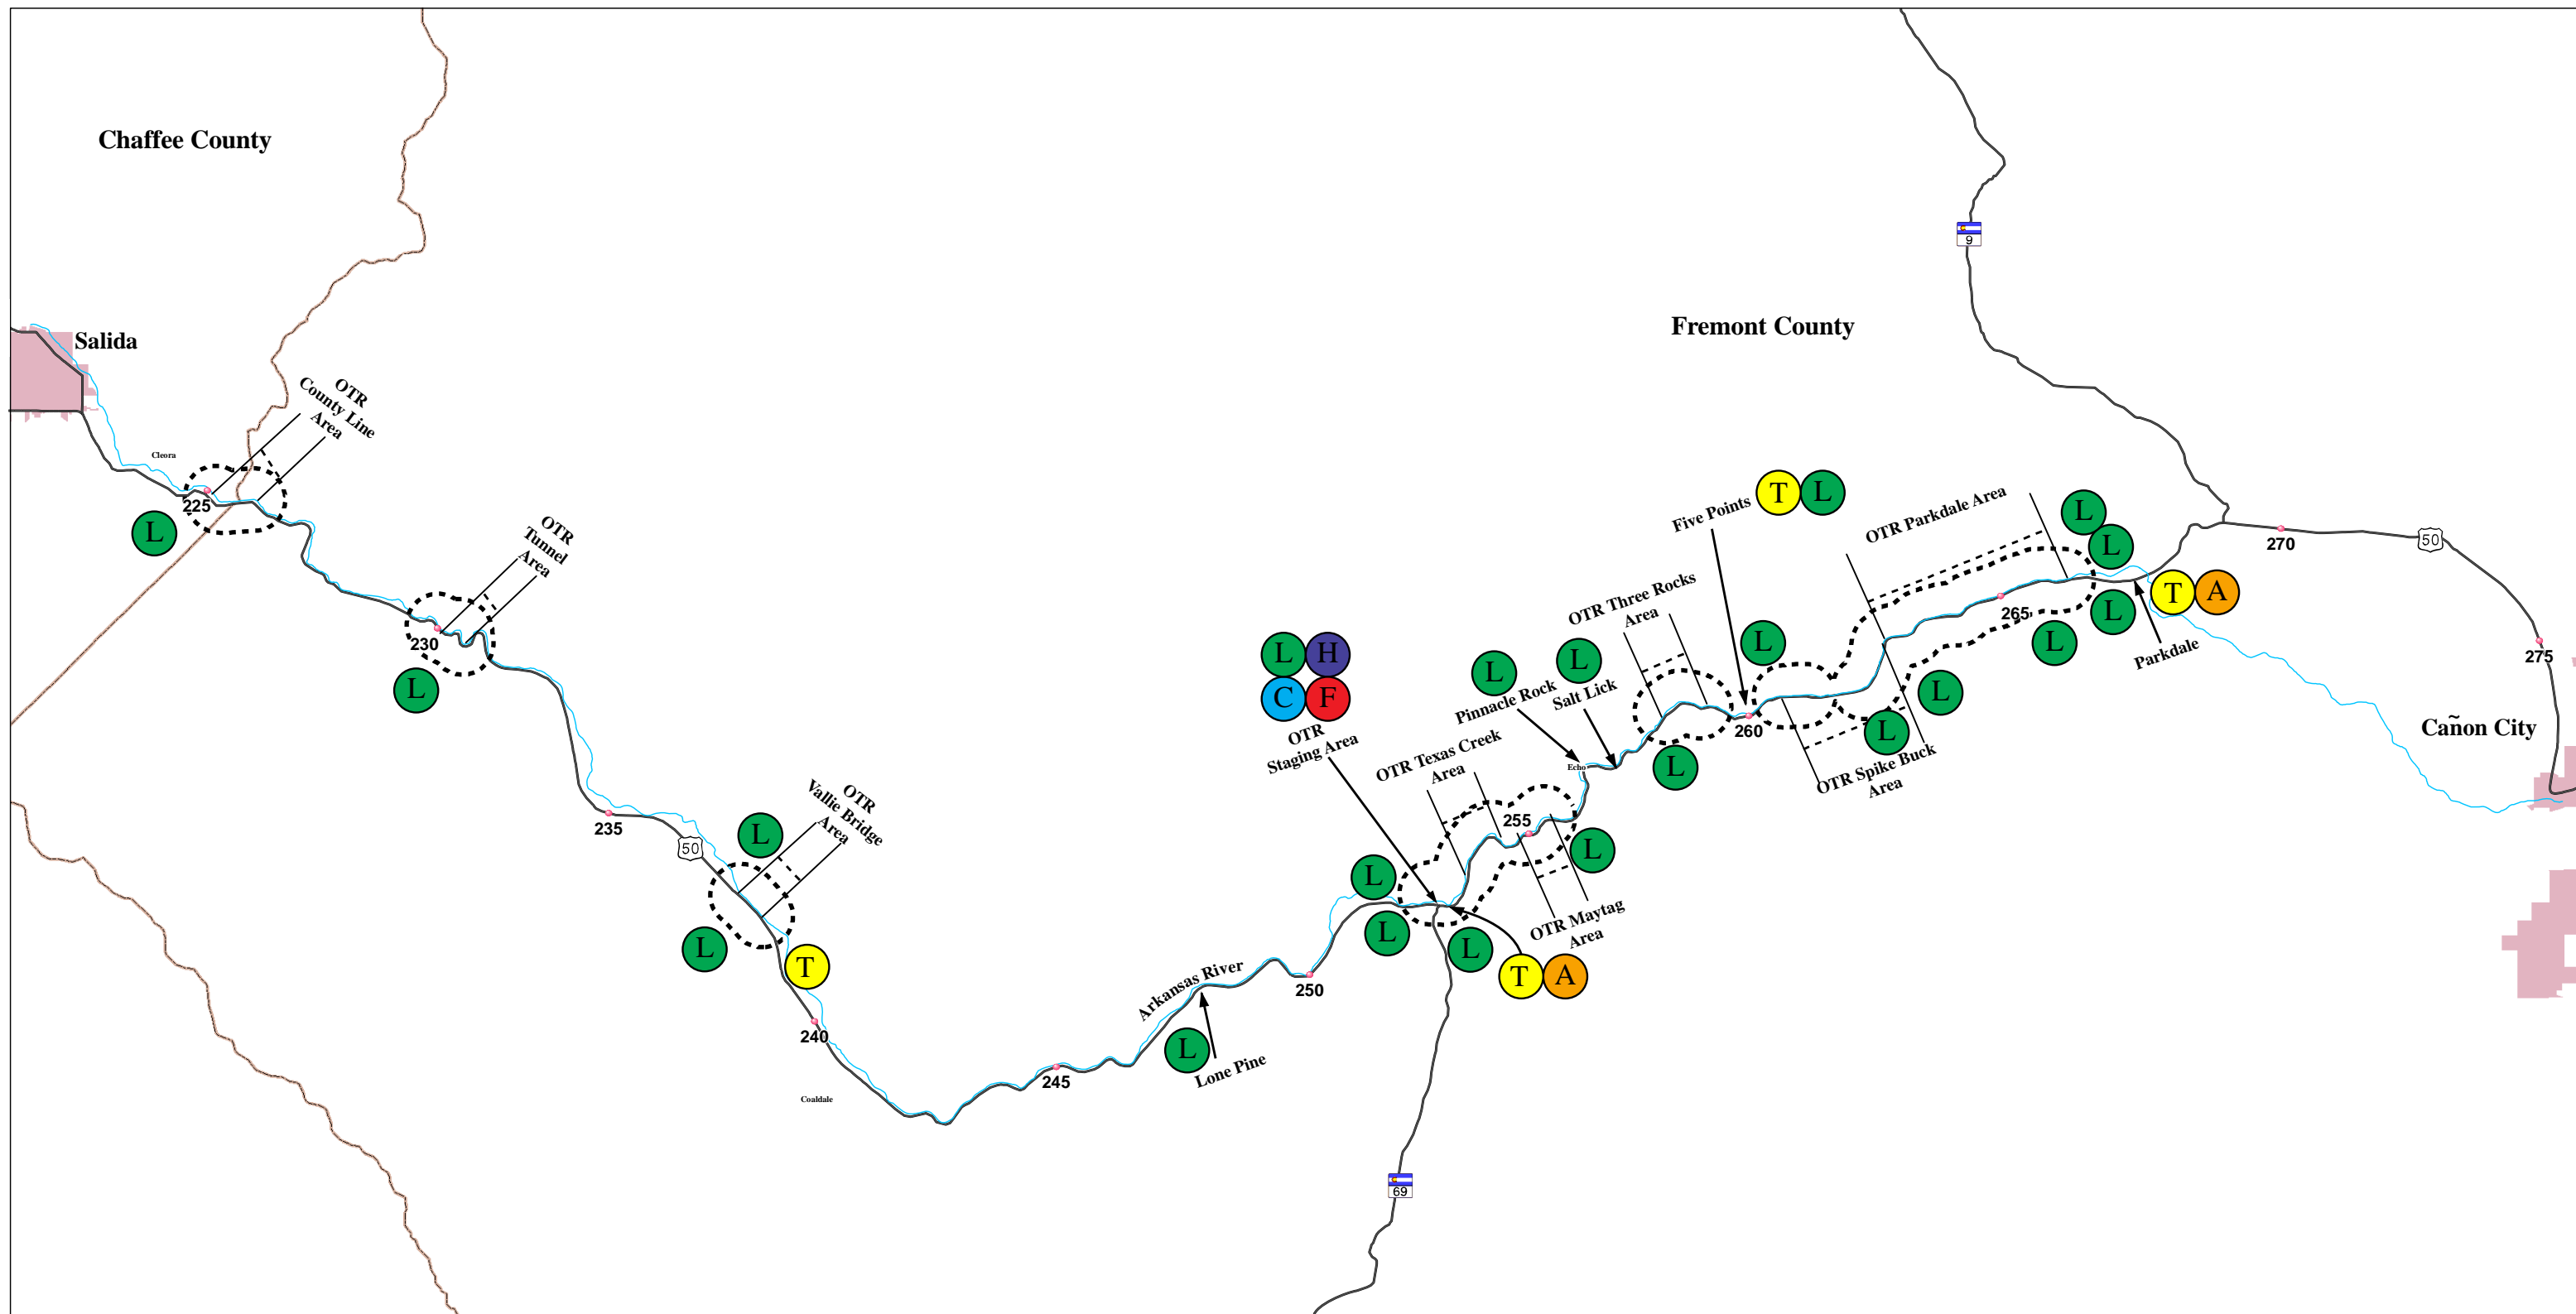 Chaffee County
9
Fremont County
Salida
OTR
County Line
Area
Cleora
225
L
OTR
Tunnel
Area
230
L
235
50
OTR
Vallie Bridge
Area
L
L
T
240
Coaldale
245
Arkansas River
L
Lone Pine
250
L H
C F
OTR
Staging Area
L
L
L
T A
69
OTR Texas Creek
Area
255
L
OTR Maytag
Area
L
Pinnacle Rock
L
Salt Lick
Echo
OTR Three Rocks
Area
L
Five Points
T L
260
L
OTR Parkdale Area
L
OTR Spike Buck
Area
L
265
L
L
L
L
T A
Parkdale
270
50
275
Cañon City